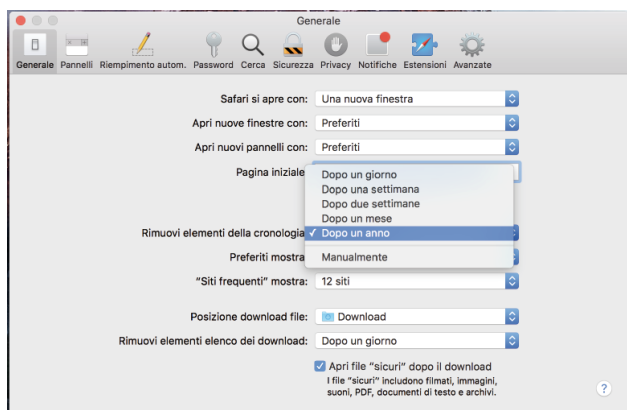 Generale
Generale Pannelli Riempimento autom. Password Cerca Sicurezza Privacy Notifiche Estensioni Avanzate
Safari si apre con: Una nuova finestra
Apri nuove finestre con: Preferiti
Apri nuovi pannelli con: Preferiti
Pagina iniziale
Dopo un giorno
Dopo una settimana
Dopo due settimane
Dopo un mese
Rimuovi elementi della cronologia ✓ Dopo un anno
Preferiti mostra
Manualmente
"Siti frequenti" mostra: 12 siti
Posizione download file: Download
Rimuovi elementi elenco dei download: Dopo un giorno
Apri file "sicuri" dopo il download
I file "sicuri" includono filmati, immagini,
suoni, PDF, documenti di testo e archivi.
?